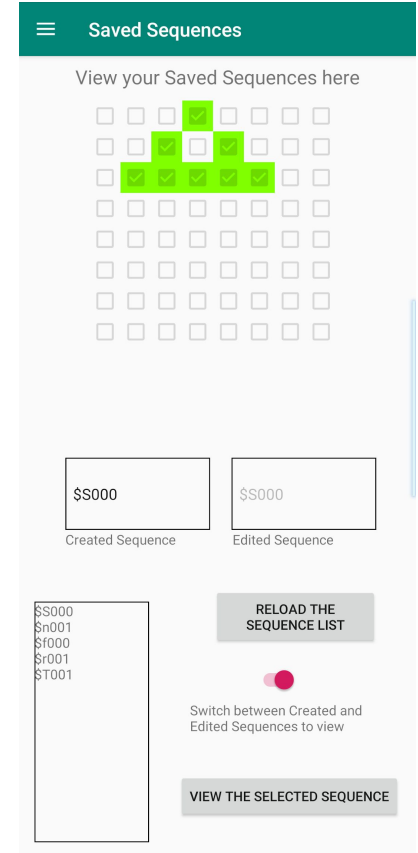 Saved Sequences
View your Saved Sequences here
$S000
$S000
Created Sequence
Edited Sequence
$S000
$n001
$f000
$r001
$T001
RELOAD THE
SEQUENCE LIST
Switch between Created and
Edited Sequences to view
VIEW THE SELECTED SEQUENCE